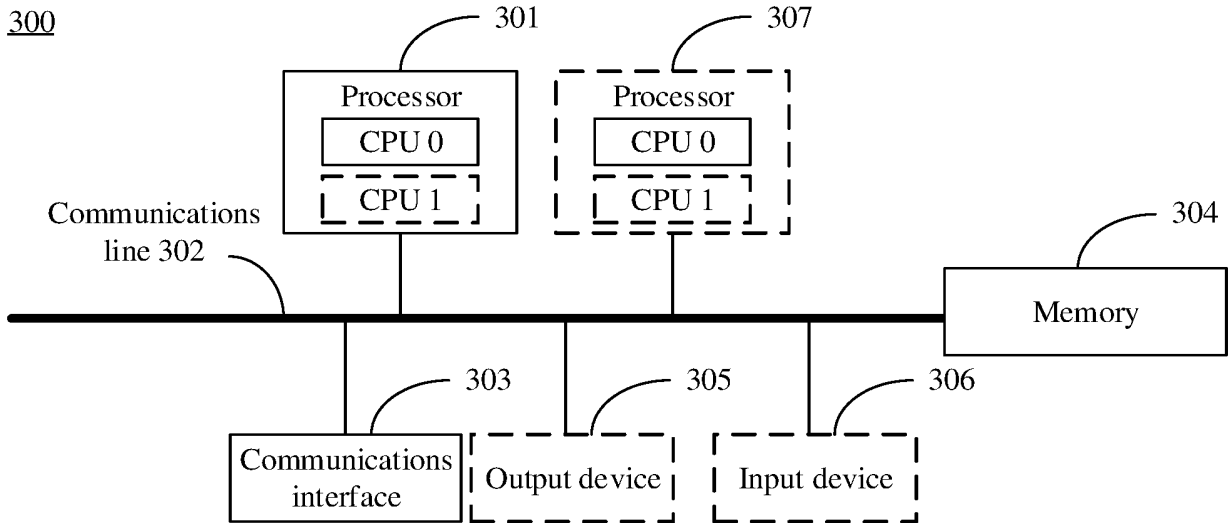 300
301
307
Processor
CPU 0
CPU 1
Processor
CPU 0
CPU 1
Communications
line 302
304
Memory
303
305
306
Communications
interface
Output device
Input device